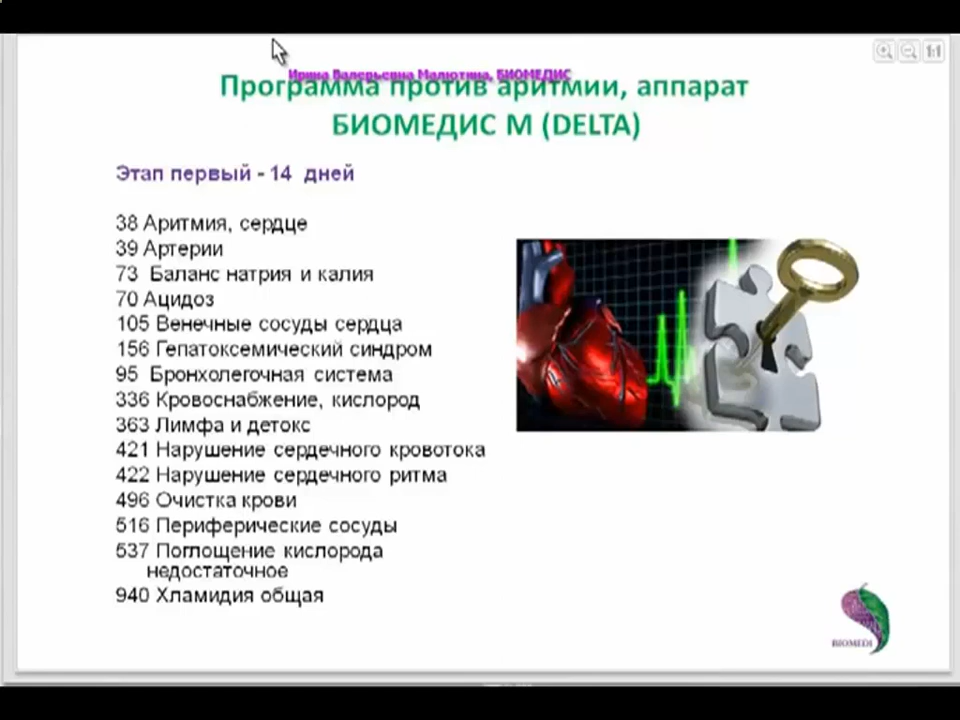 Ирина Валерьевна Малютина, БИОМЕДИС
Программа против аритмии, аппарат
БИОМЕДИС М (DELTA)
Этап первый - 14 дней
38 Аритмия, сердце
39 Артерии
73 Баланс натрия и калия
70 Ацидоз
105 Венечные сосуды сердца
156 Гепатоксемический синдром
95 Бронхолегочная система
336 Кровоснабжение, кислород
363 Лимфа и детокс
421 Нарушение сердечного кровотока
422 Нарушение сердечного ритма
496 Очистка крови
516 Периферические сосуды
537 Поглощение кислорода
недостаточное
940 Хламидия общая
1:1
BIOMEDI